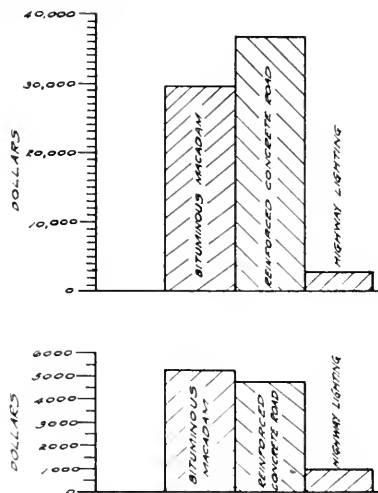 40,000
30,000
20,000
10,000
0
DOLLARS
BITUMINOUS MACADAM
REINFORCED CONCRETE ROAD
HIGHWAY LIGHTING
6000
5000
4000
3000
2000
1000
0
DOLLARS
BITUMINOUS
MACADAM
REINFORCED
CONCRETE ROAD
HIGHWAY LIGHTING